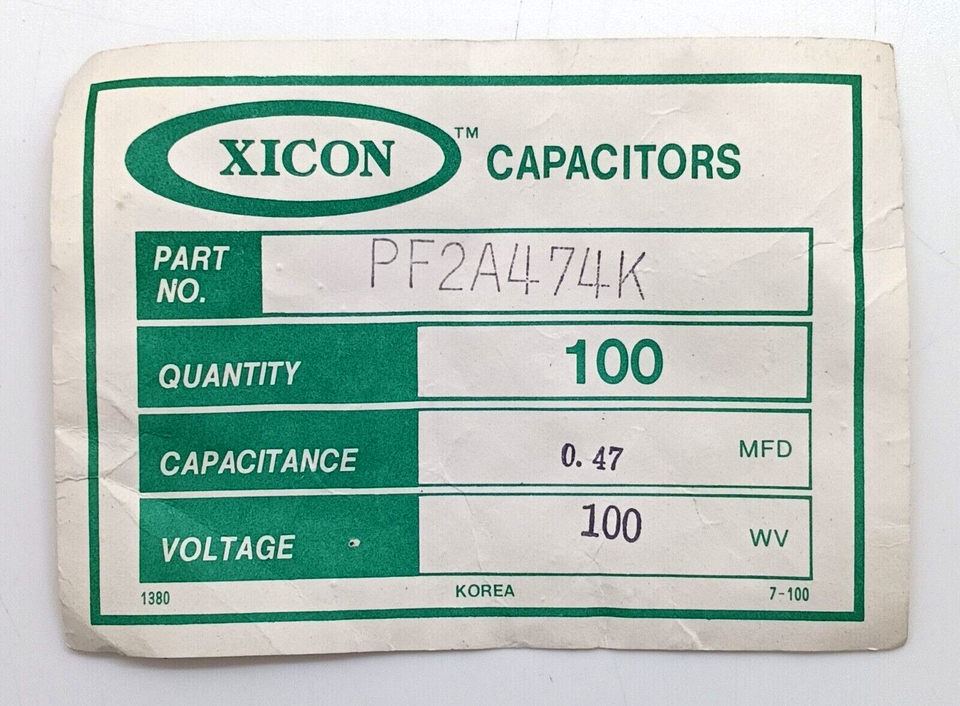 XICON™ CAPACITORS
PART NO. PF2A474K
QUANTITY 100
CAPACITANCE 0.47 MFD
VOLTAGE 100 WV
1380 KOREA 7-100